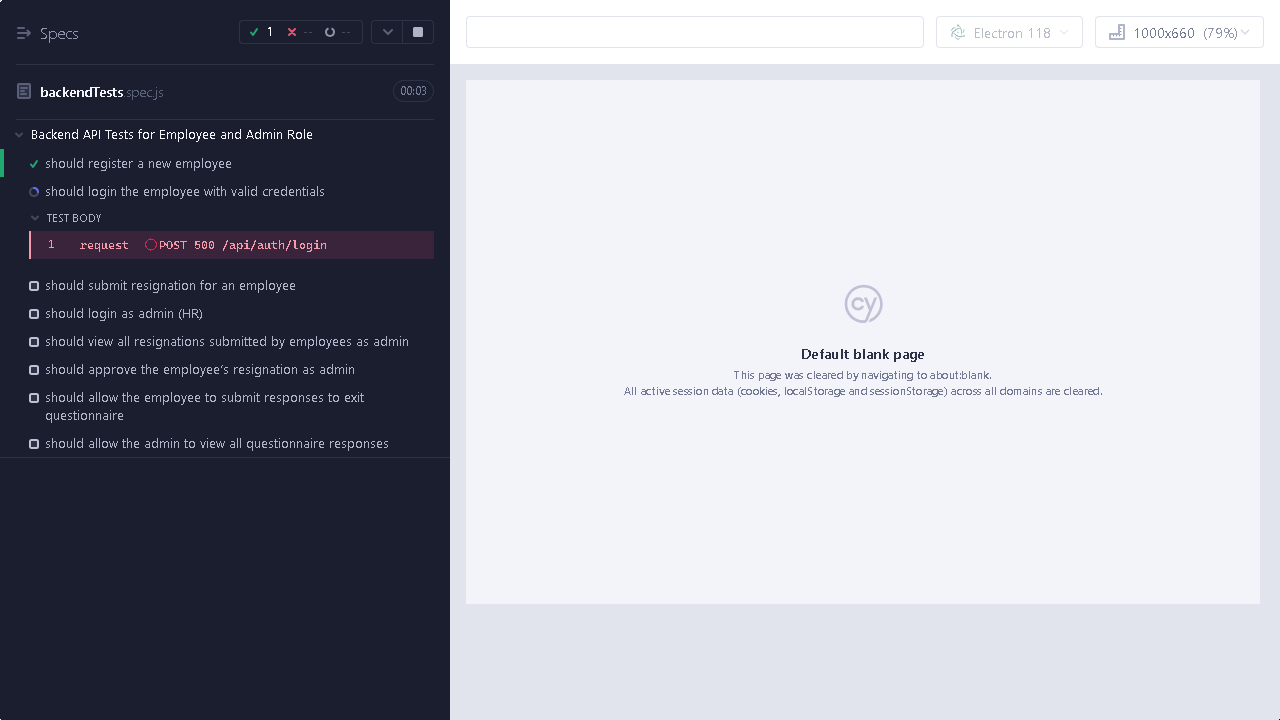 Specs
1 -- --
backendTests spec.js
00:03
Backend API Tests for Employee and Admin Role
should register a new employee
should login the employee with valid credentials
TEST BODY
1 request POST 500 /api/auth/login
should submit resignation for an employee
should login as admin (HR)
should view all resignations submitted by employees as admin
should approve the employee's resignation as admin
should allow the employee to submit responses to exit
questionnaire
should allow the admin to view all questionnaire responses
Electron 118
1000x660 (79%)
cy
Default blank page
This page was cleared by navigating to about:blank.
All active session data (cookies, localStorage and sessionStorage) across all domains are cleared.